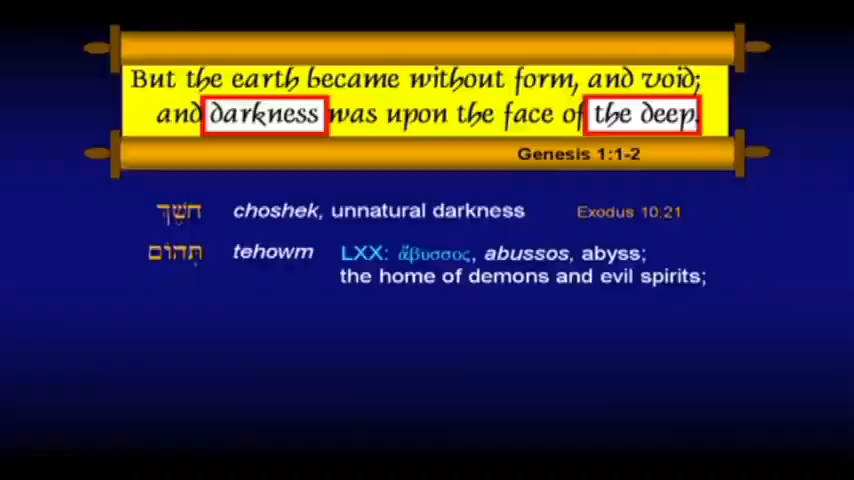 But the earth became without form, and void;
and darkness was upon the face of the deep.
Genesis 1:1-2
חֹשֶׁךְ choshek, unnatural darkness Exodus 10:21
תְּהוֹם tehowm LXX: ἄβυσσος, abussos, abyss;
the home of demons and evil spirits;